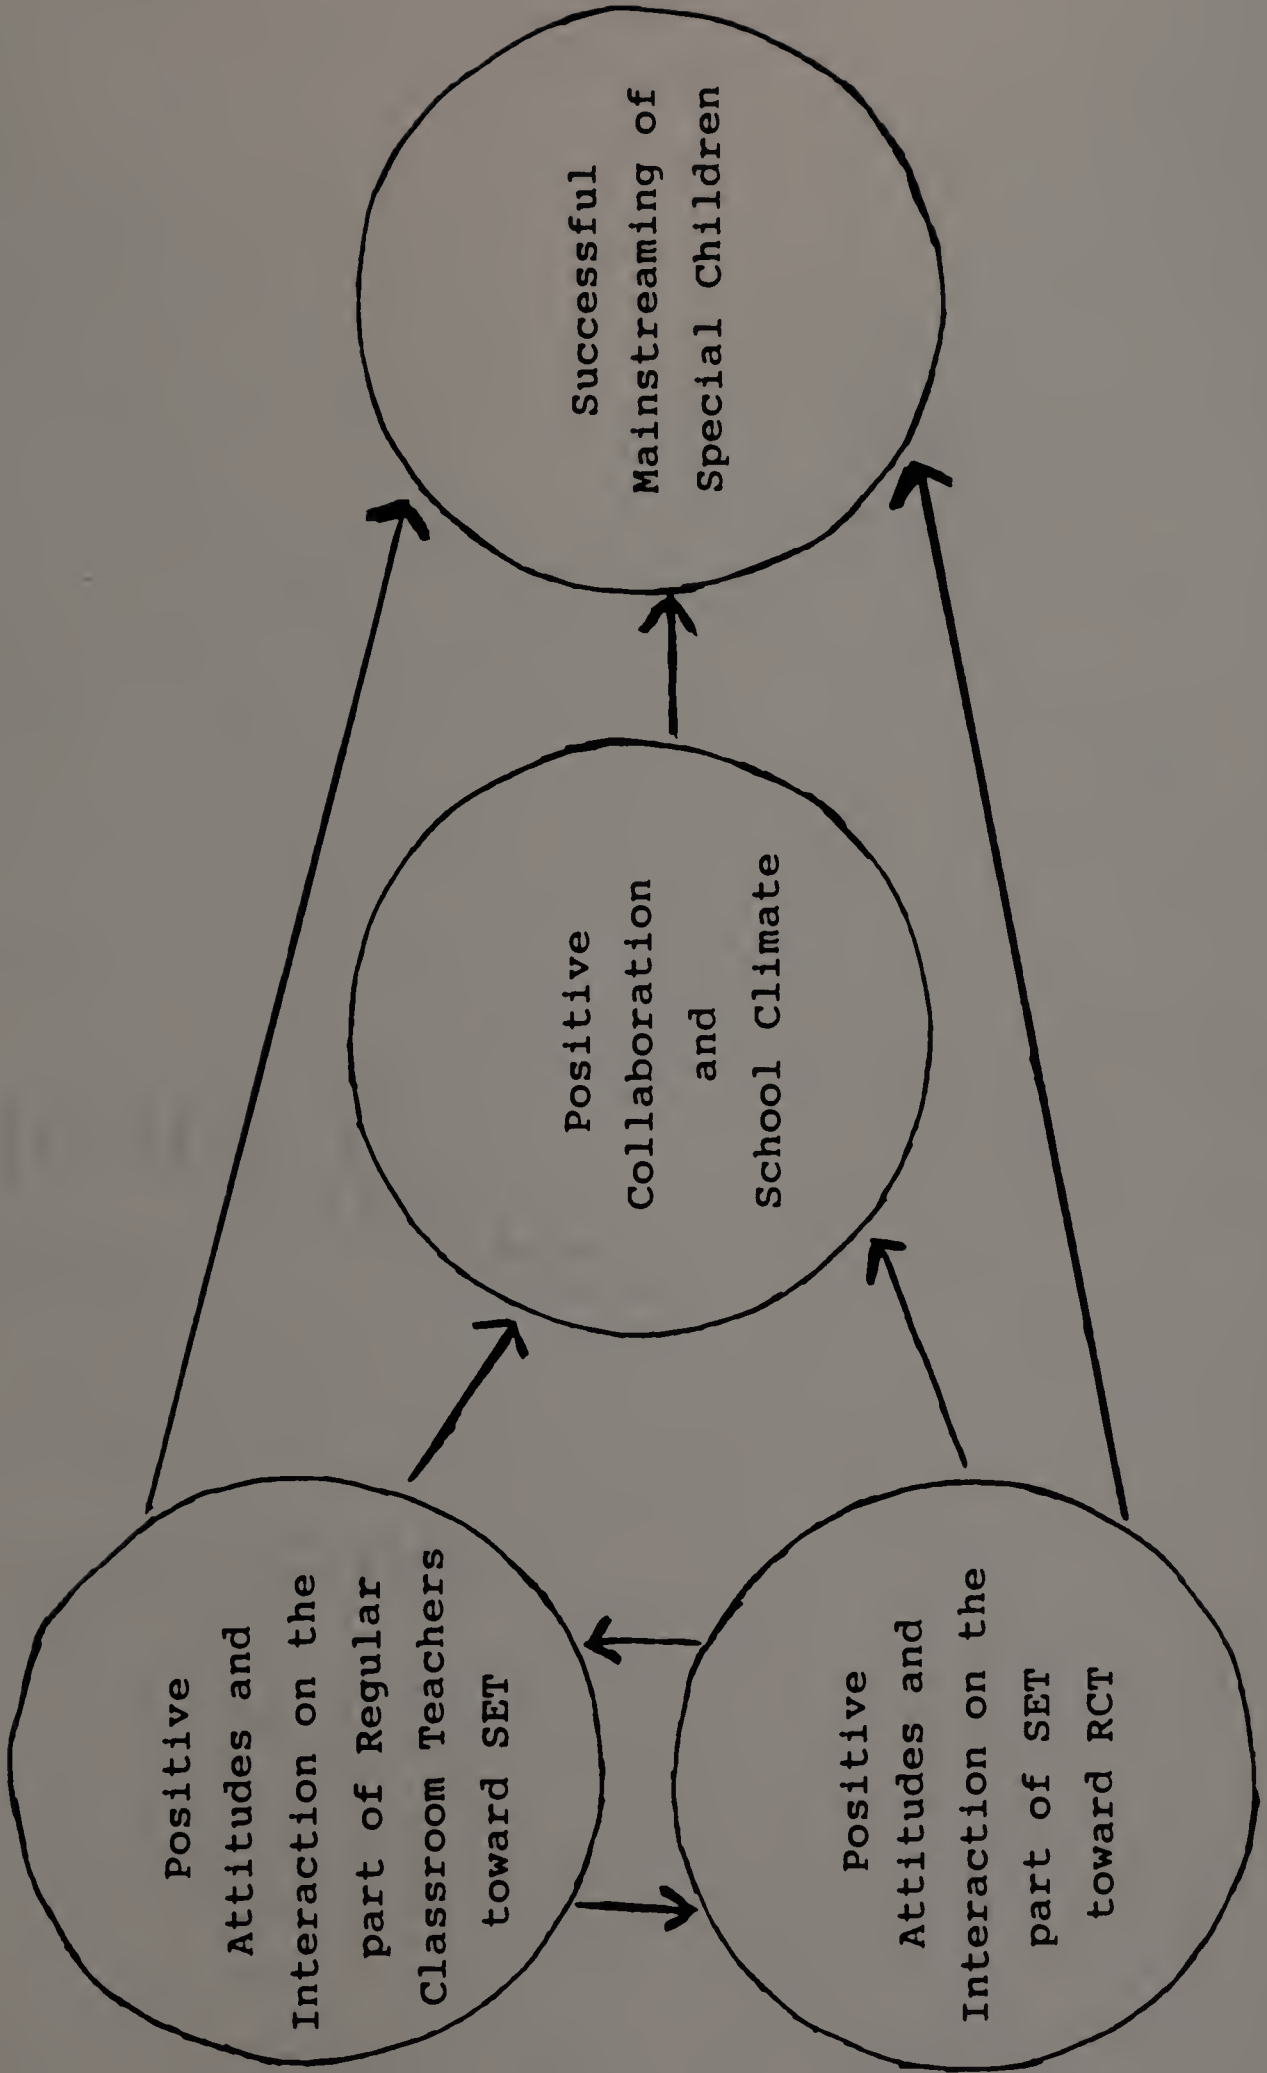 Positive
Attitudes and
Interaction on the
part of Regular
Classroom Teachers
toward SET
Positive
Attitudes and
Interaction on the
part of SET
toward RCT
Positive
Collaboration
and
School Climate
Successful
Mainstreaming of
Special Children